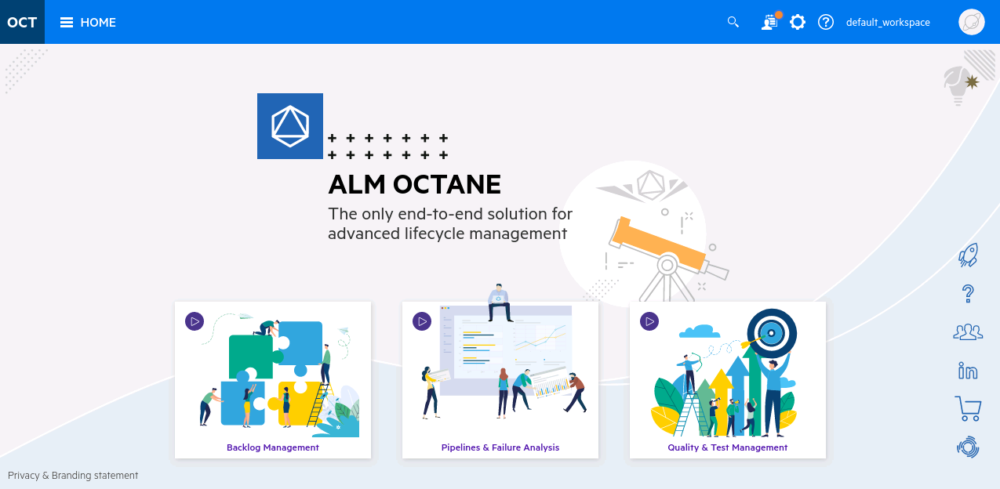 OCT
HOME
default_workspace
ALM OCTANE
The only end-to-end solution for
advanced lifecycle management
Backlog Management
Pipelines & Failure Analysis
Quality & Test Management
Privacy & Branding statement